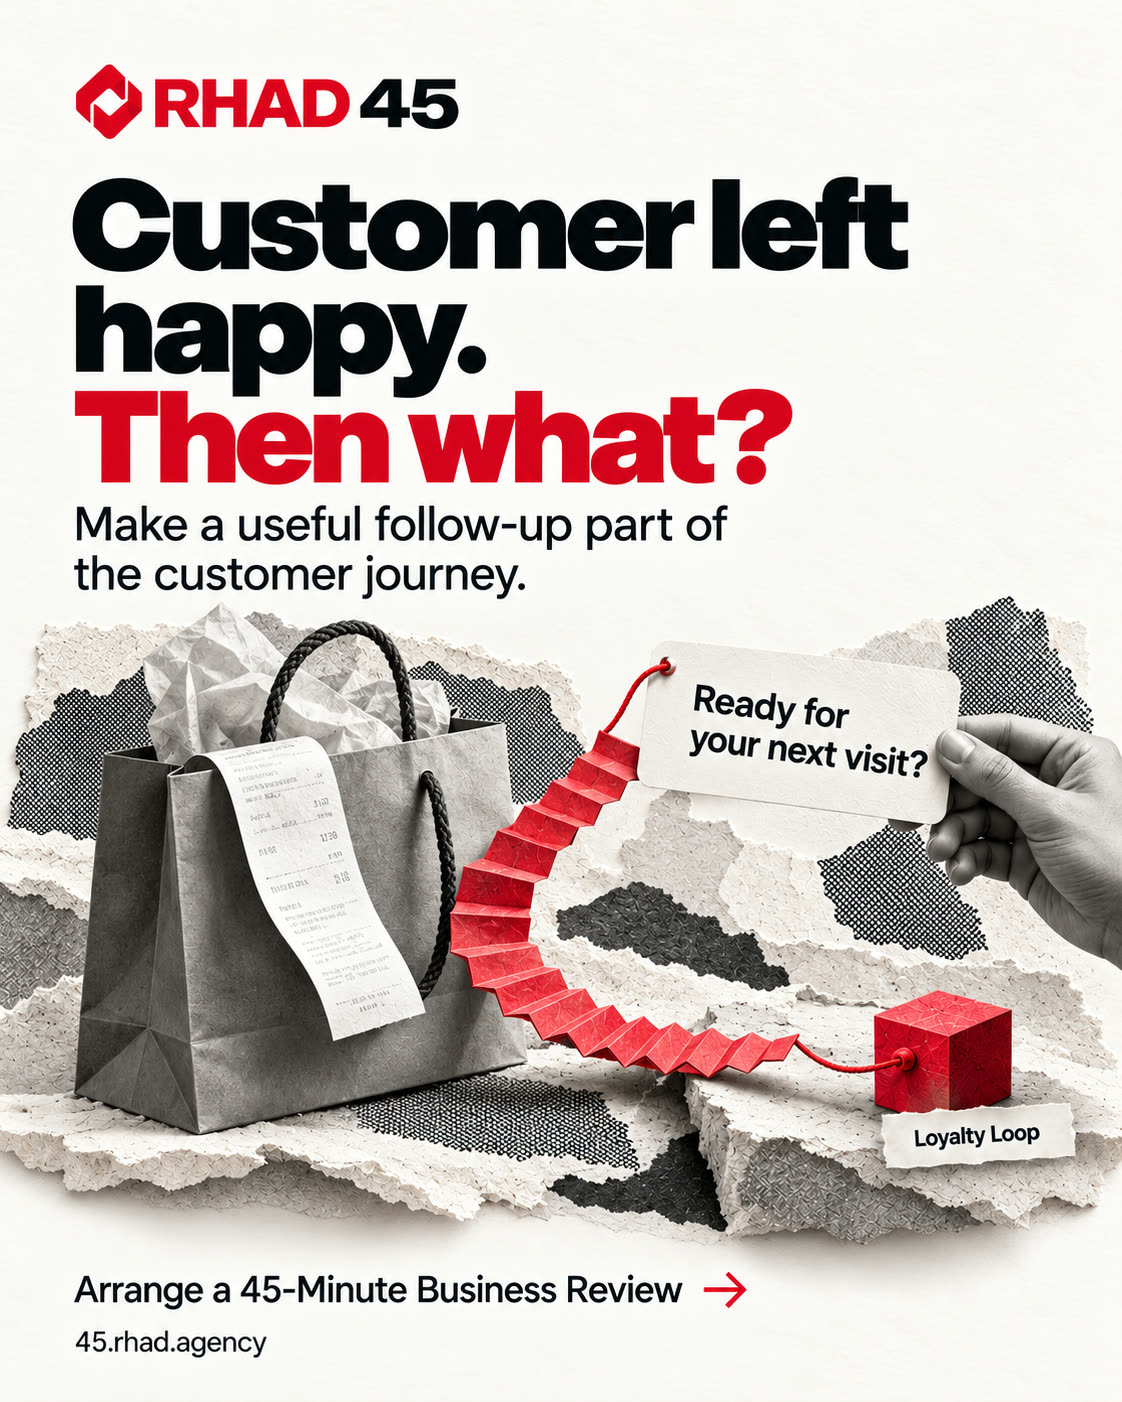 RHAD 45
Customer left
happy.
Then what?
Make a useful follow-up part of
the customer journey.
Ready for
your next visit?
Loyalty Loop
Arrange a 45-Minute Business Review
45.rhad.agency